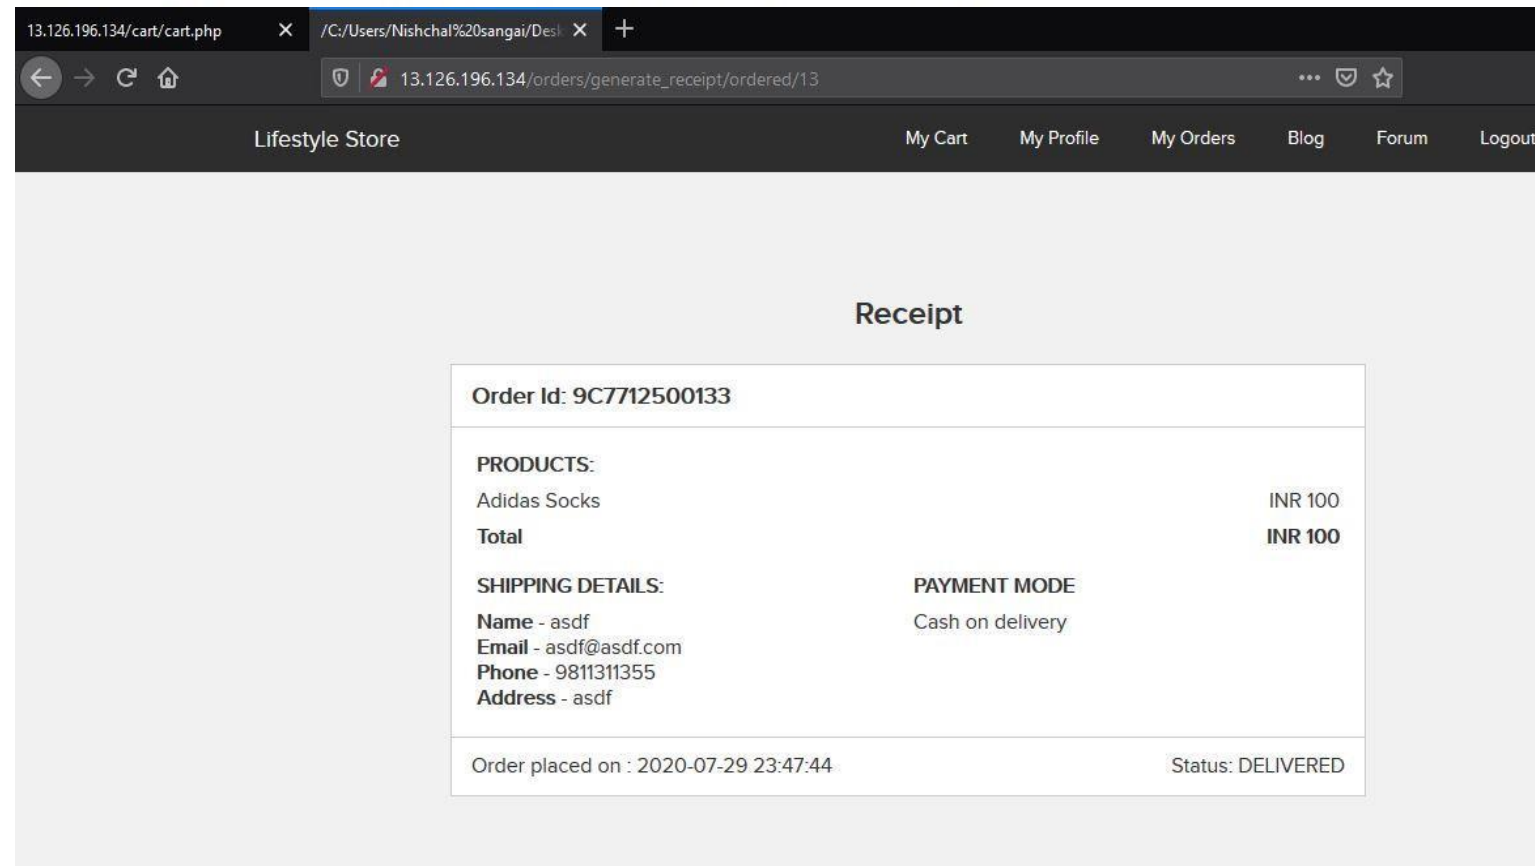 13.126.196.134/cart/cart.php /C:/Users/Nishchal%20sangai/Desk
13.126.196.134/orders/generate_receipt/ordered/13
Lifestyle Store My Cart My Profile My Orders Blog Forum Logout
Receipt
Order Id: 9C7712500133
PRODUCTS:
Adidas Socks INR 100
Total INR 100
SHIPPING DETAILS: PAYMENT MODE
Name - asdf Cash on delivery
Email - asdf@asdf.com
Phone - 9811311355
Address - asdf
Order placed on : 2020-07-29 23:47:44 Status: DELIVERED